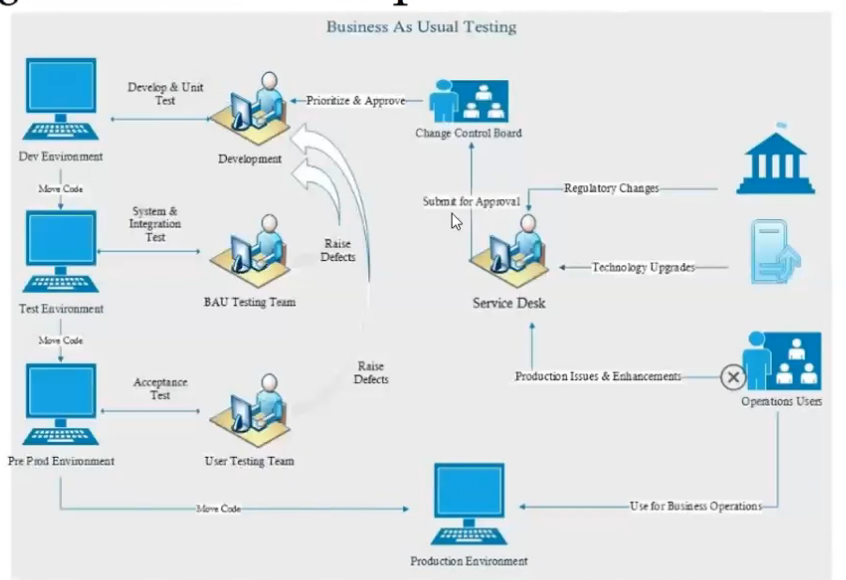 Business As Usual Testing
Develop & Unit
Test
Prioritize & Approve
Change Control Board
Dev Environment
Development
Move Code
Submit for Approval
Regulatory Changes
System &
Integration
Test
Raise
Defects
Technology Upgrades
Test Environment
BAU Testing Team
Service Desk
Move Code
Raise
Defects
Production Issues & Enhancements
Acceptance
Test
Operations Users
Pre Prod Environment
User Testing Team
Move Code
Use for Business Operations
Production Environment